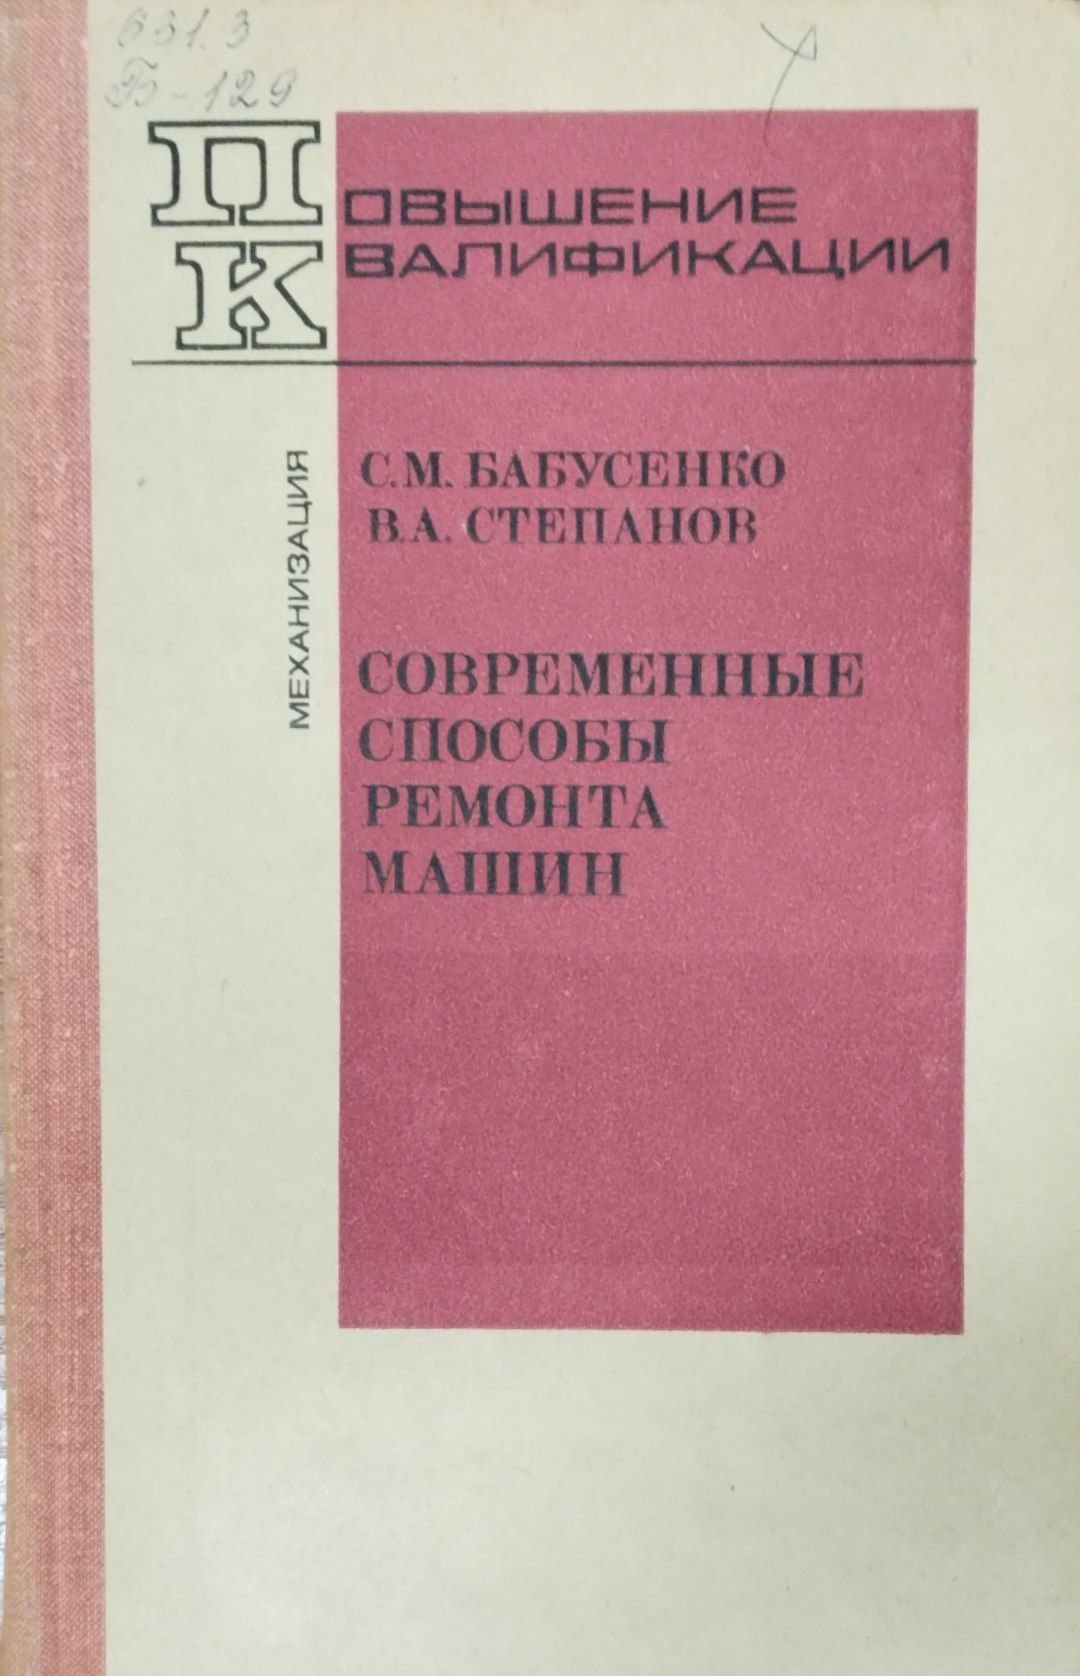 631.3
Б-129
ПОВЫШЕНИЕ
КВАЛИФИКАЦИИ
МЕХАНИЗАЦИЯ
С.М. БАБУСЕНКО
В.А. СТЕПАНОВ
СОВРЕМЕННЫЕ
СПОСОБЫ
РЕМОНТА
МАШИН